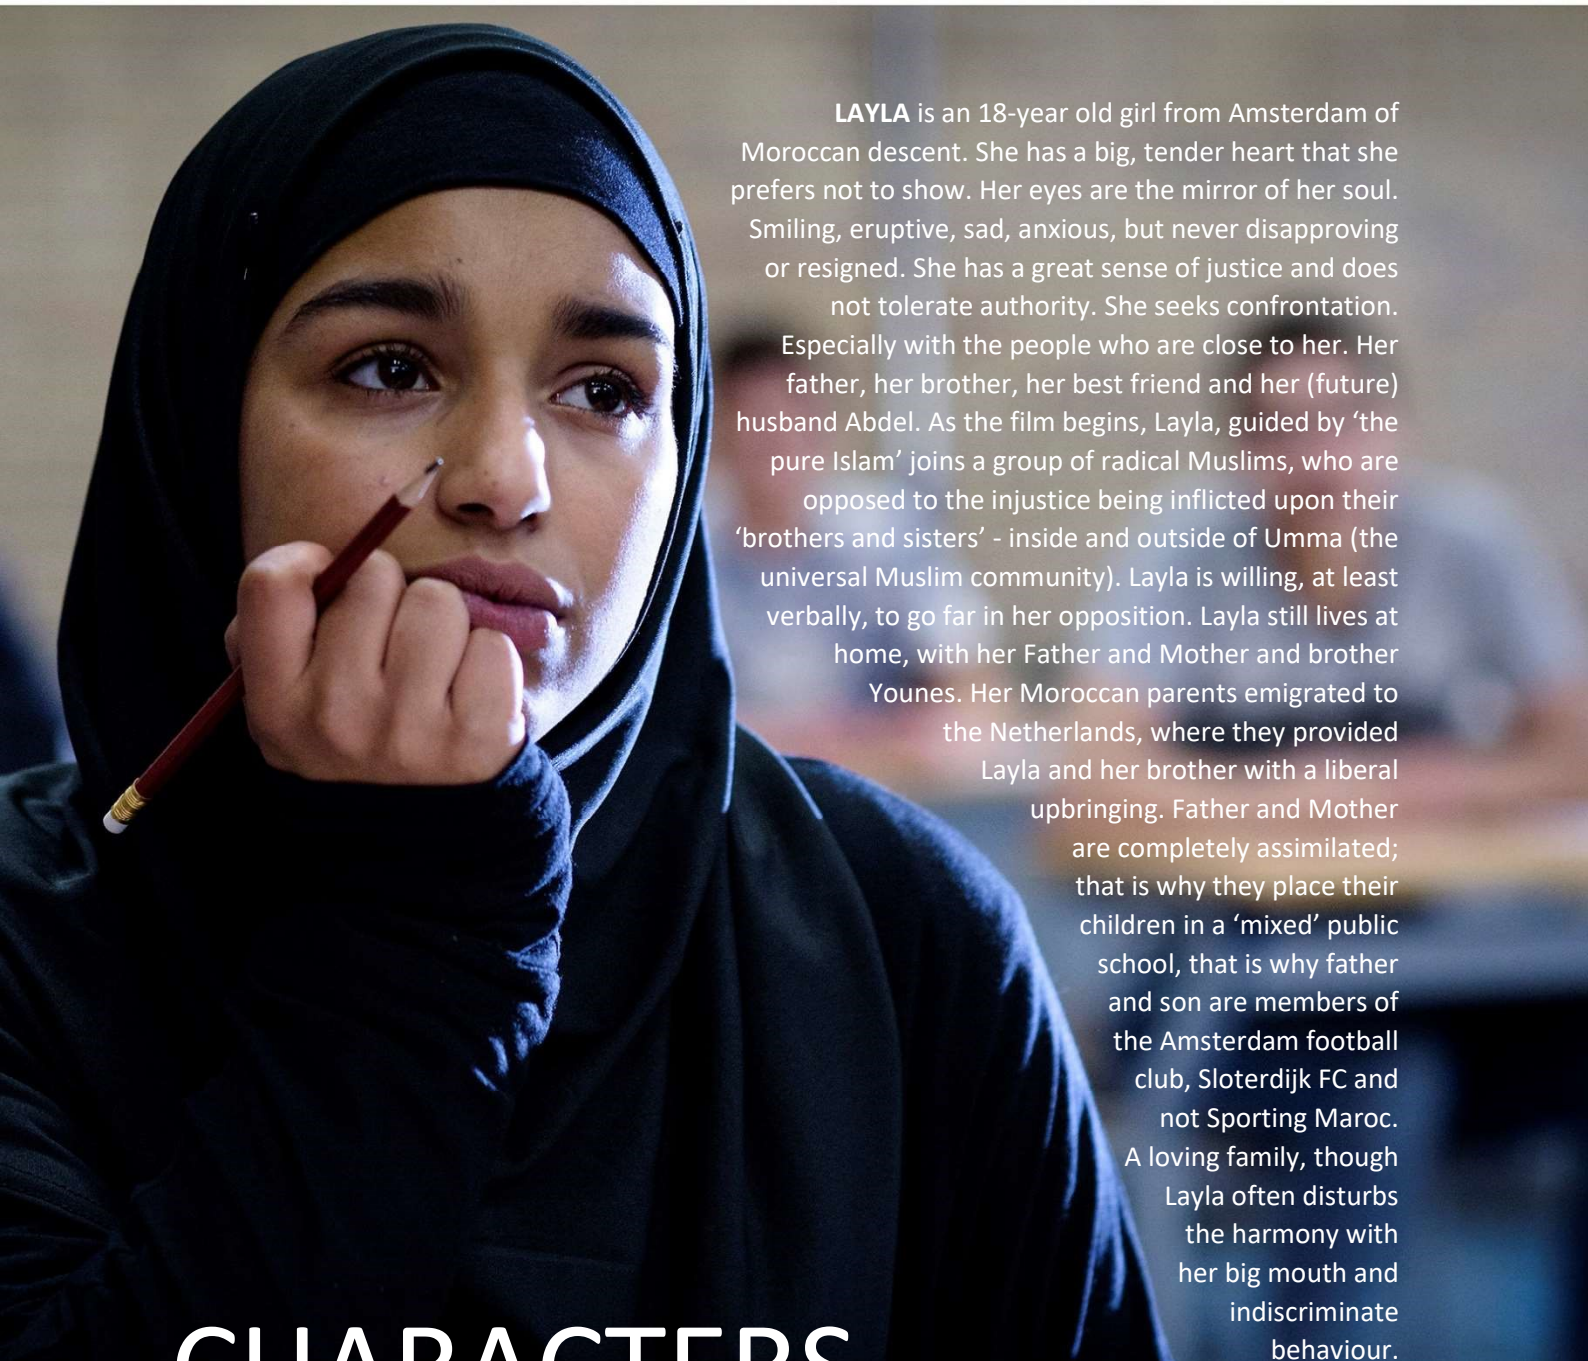 LAYLA is an 18-year old girl from Amsterdam of
Moroccan descent. She has a big, tender heart that she
prefers not to show. Her eyes are the mirror of her soul.
Smiling, eruptive, sad, anxious, but never disapproving
or resigned. She has a great sense of justice and does
not tolerate authority. She seeks confrontation.
Especially with the people who are close to her. Her
father, her brother, her best friend and her (future)
husband Abdel. As the film begins, Layla, guided by ‘the
pure Islam’ joins a group of radical Muslims, who are
opposed to the injustice being inflicted upon their
‘brothers and sisters’ - inside and outside of Umma (the
universal Muslim community). Layla is willing, at least
verbally, to go far in her opposition. Layla still lives at
home, with her Father and Mother and brother
Younes. Her Moroccan parents emigrated to
the Netherlands, where they provided
Layla and her brother with a liberal
upbringing. Father and Mother
are completely assimilated;
that is why they place their
children in a ‘mixed’ public
school, that is why father
and son are members of
the Amsterdam football
club, Sloterdijk FC and
not Sporting Maroc.
A loving family, though
Layla often disturbs
the harmony with
her big mouth and
indiscriminate
behaviour.
CHARACTERS